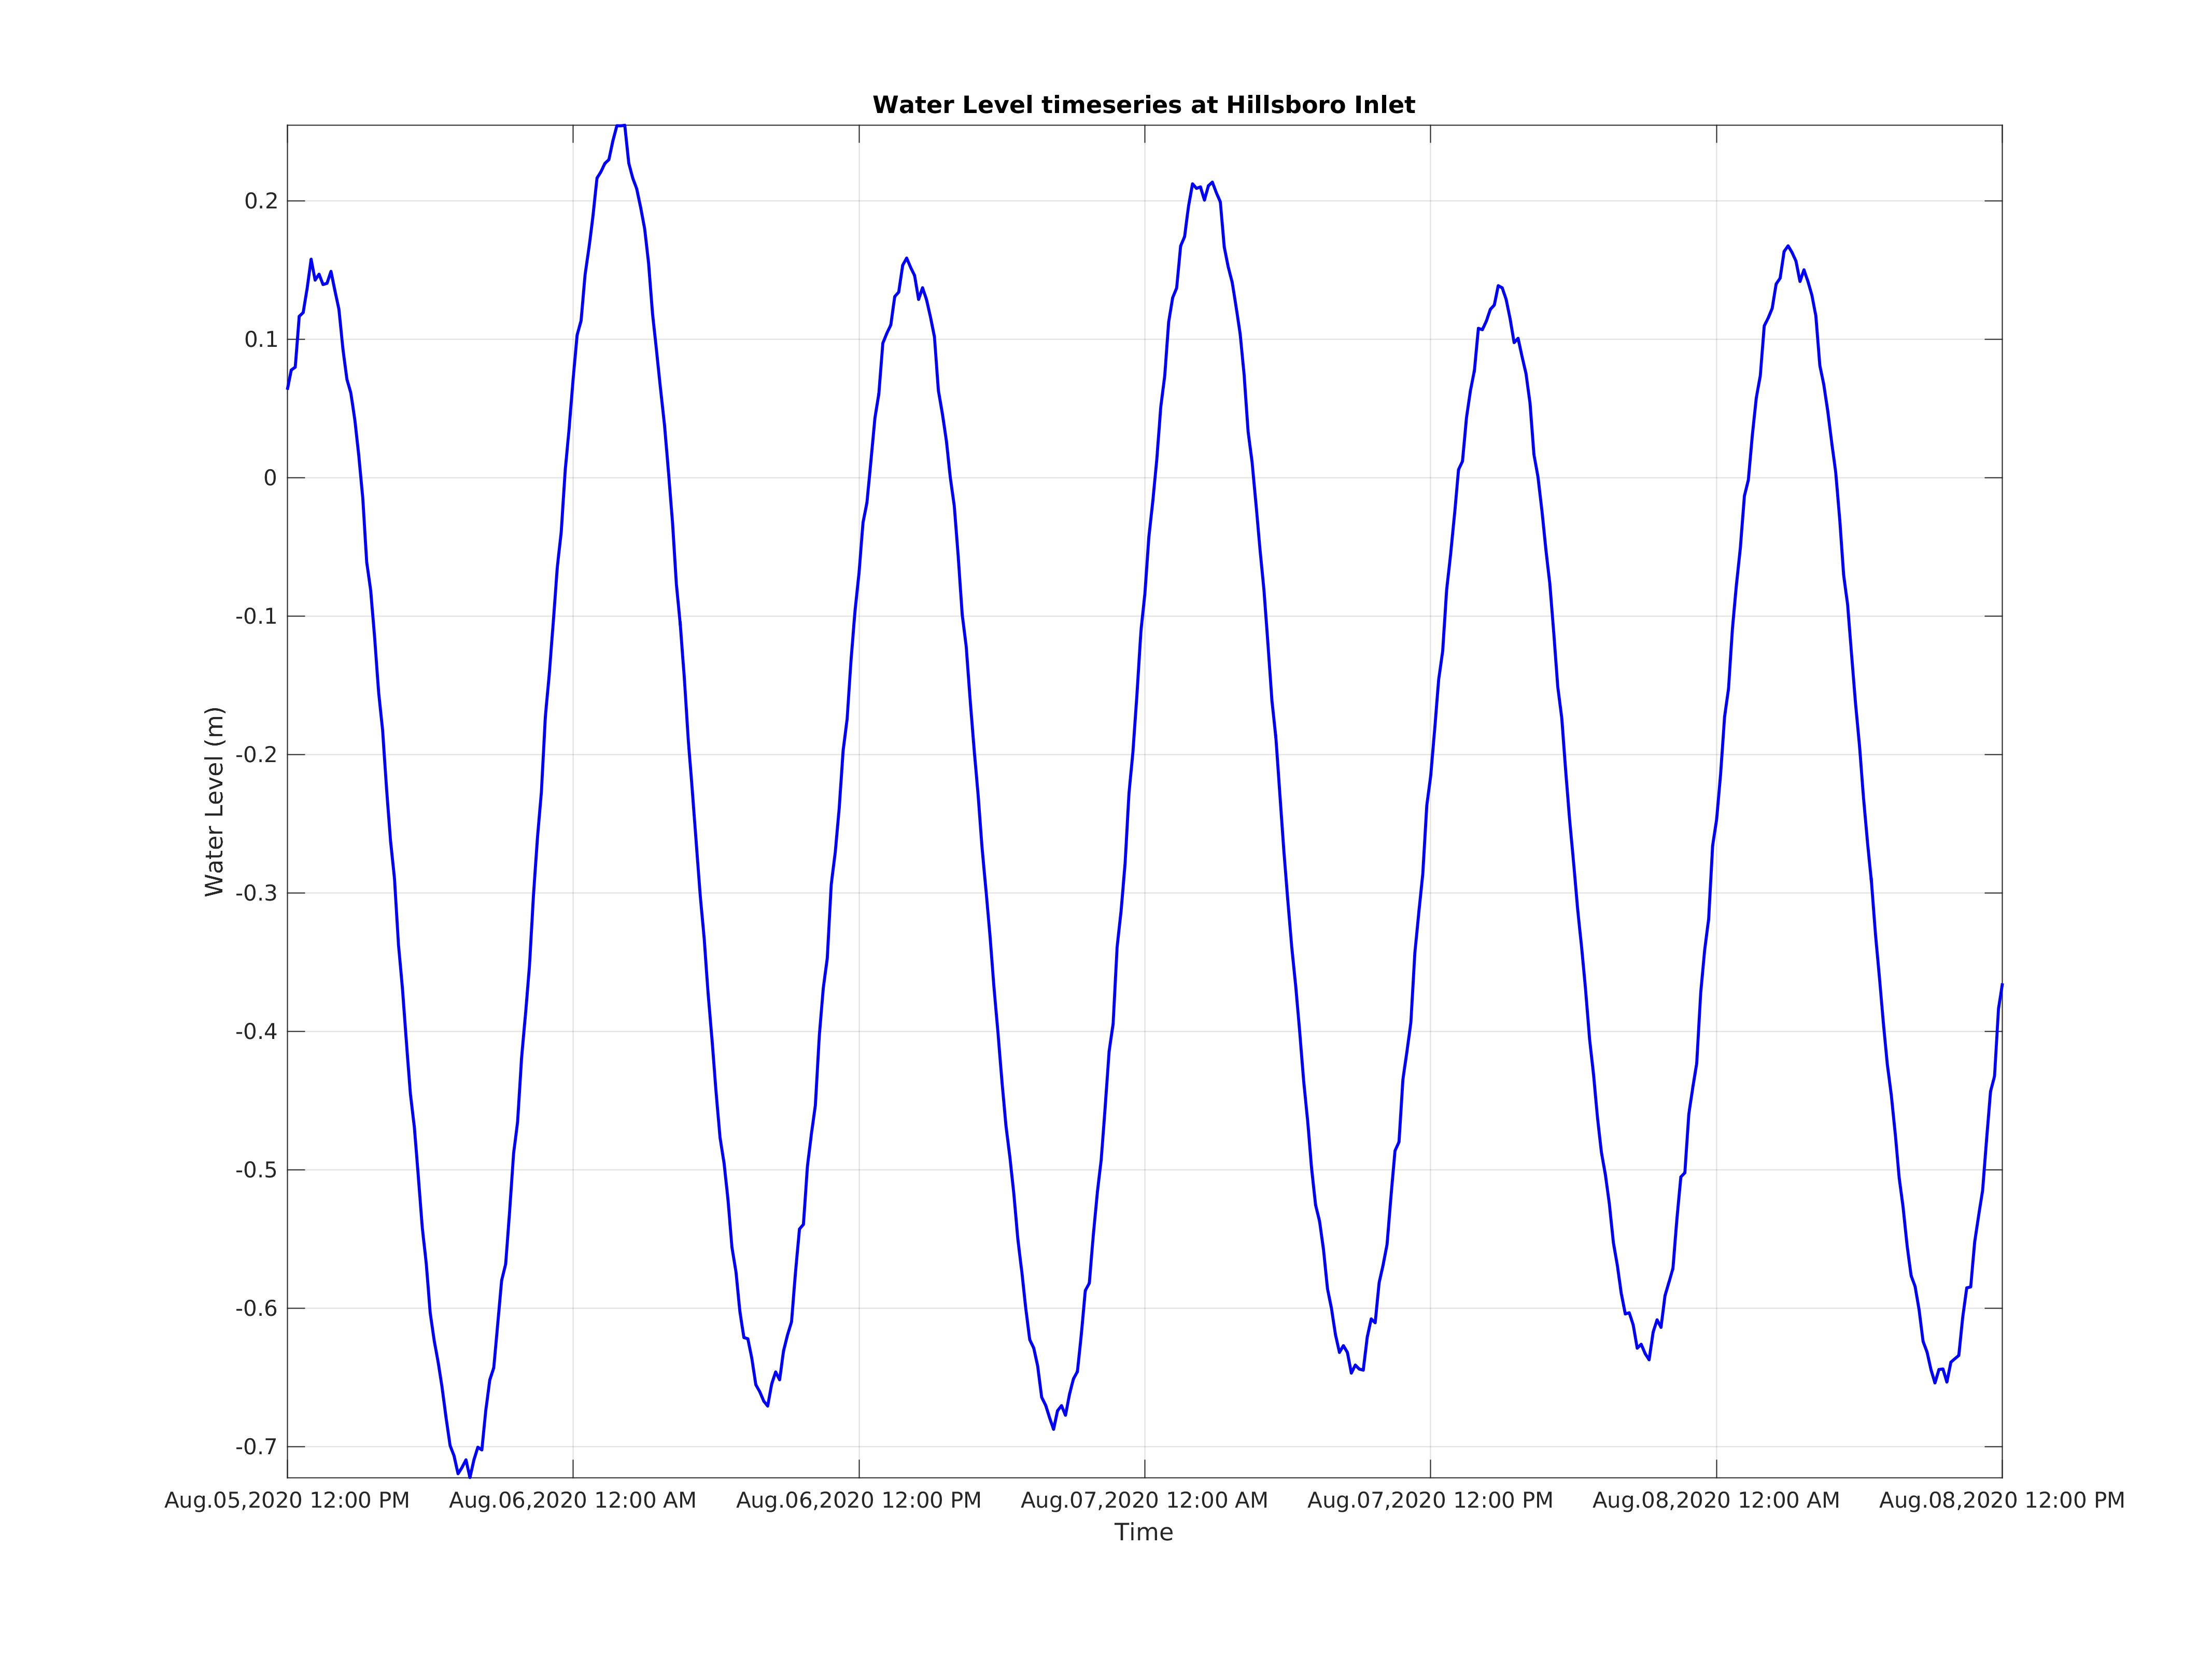 Water Level timeseries at Hillsboro Inlet
0.2
0.1
0
-0.1
-0.2
-0.3
-0.4
-0.5
-0.6
-0.7
Water Level (m)
Aug.05,2020 12:00 PM Aug.06,2020 12:00 AM Aug.06,2020 12:00 PM Aug.07,2020 12:00 AM Aug.07,2020 12:00 PM Aug.08,2020 12:00 AM Aug.08,2020 12:00 PM
Time